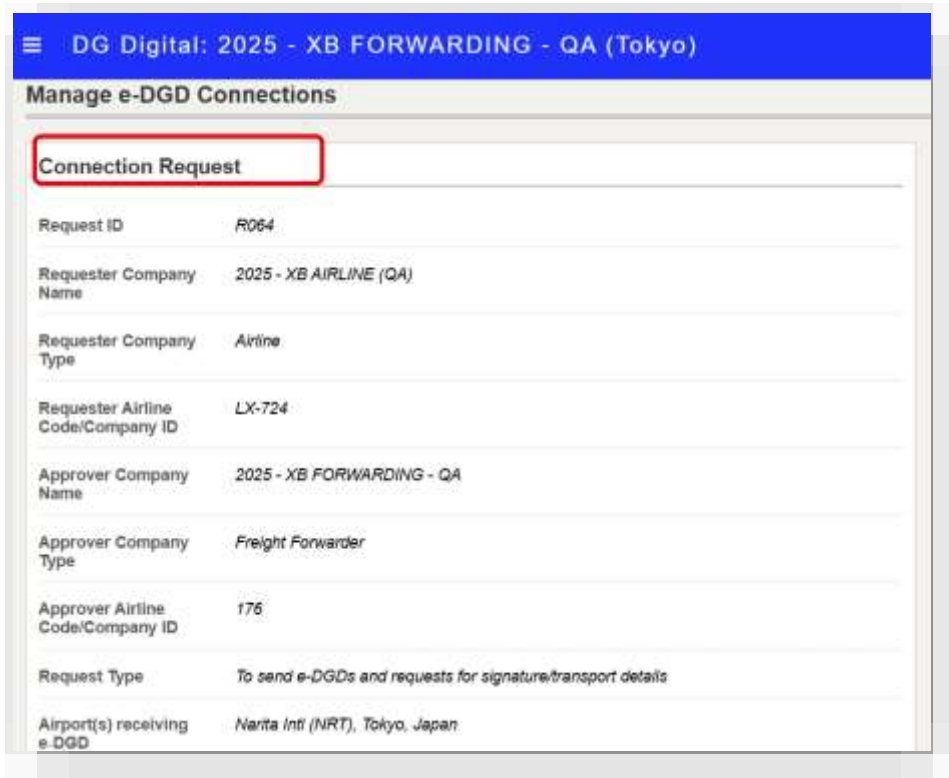 DG Digital: 2025 - XB FORWARDING - QA (Tokyo)
Manage e-DGD Connections
Connection Request
Request ID R064
Requester Company Name 2025 - XB AIRLINE (QA)
Requester Company Type Airline
Requester Airline Code/Company ID LX-724
Approver Company Name 2025 - XB FORWARDING - QA
Approver Company Type Freight Forwarder
Approver Airline Code/Company ID 176
Request Type To send e-DGDs and requests for signature/transport details
Airport(s) receiving e-DGD Narita Intl (NRT), Tokyo, Japan